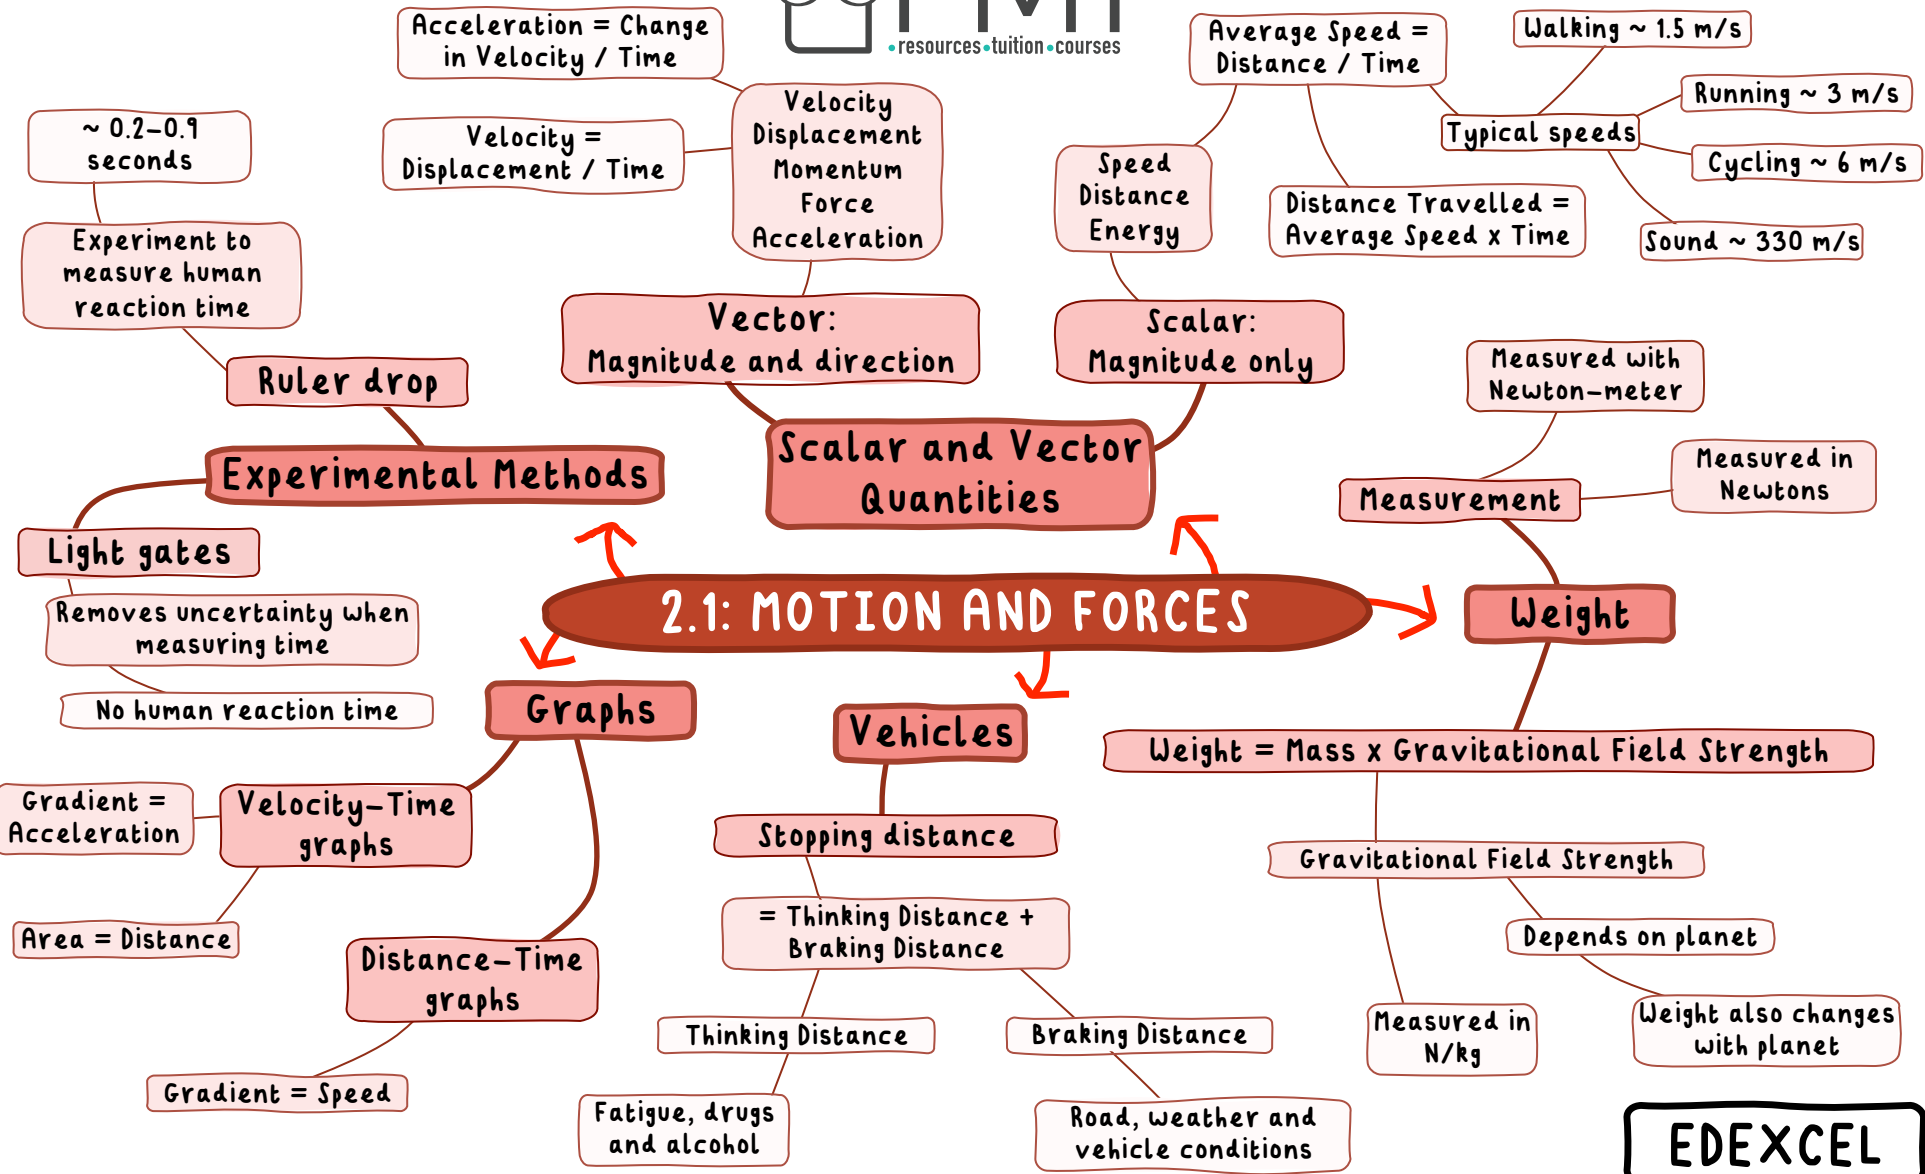 PMT
•resources•tuition•courses
Acceleration = Change
in Velocity / Time
Velocity =
Displacement / Time
Velocity
Displacement
Momentum
Force
Acceleration
Vector:
Magnitude and direction
Average Speed =
Distance / Time
Walking ~ 1.5 m/s
Running ~ 3 m/s
Typical speeds
Cycling ~ 6 m/s
Sound ~ 330 m/s
Speed
Distance
Energy
Distance Travelled =
Average Speed x Time
Scalar:
Magnitude only
Scalar and Vector
Quantities
~ 0.2-0.9
seconds
Experiment to
measure human
reaction time
Ruler drop
Experimental Methods
Light gates
Removes uncertainty when
measuring time
No human reaction time
Measured with
Newton-meter
Measured in
Newtons
Measurement
Weight
2.1: MOTION AND FORCES
Graphs
Velocity-Time
graphs
Gradient =
Acceleration
Area = Distance
Distance-Time
graphs
Gradient = Speed
Vehicles
Stopping distance
= Thinking Distance +
Braking Distance
Thinking Distance
Braking Distance
Fatigue, drugs
and alcohol
Road, weather and
vehicle conditions
Weight = Mass x Gravitational Field Strength
Gravitational Field Strength
Depends on planet
Measured in
N/kg
Weight also changes
with planet
EDEXCEL